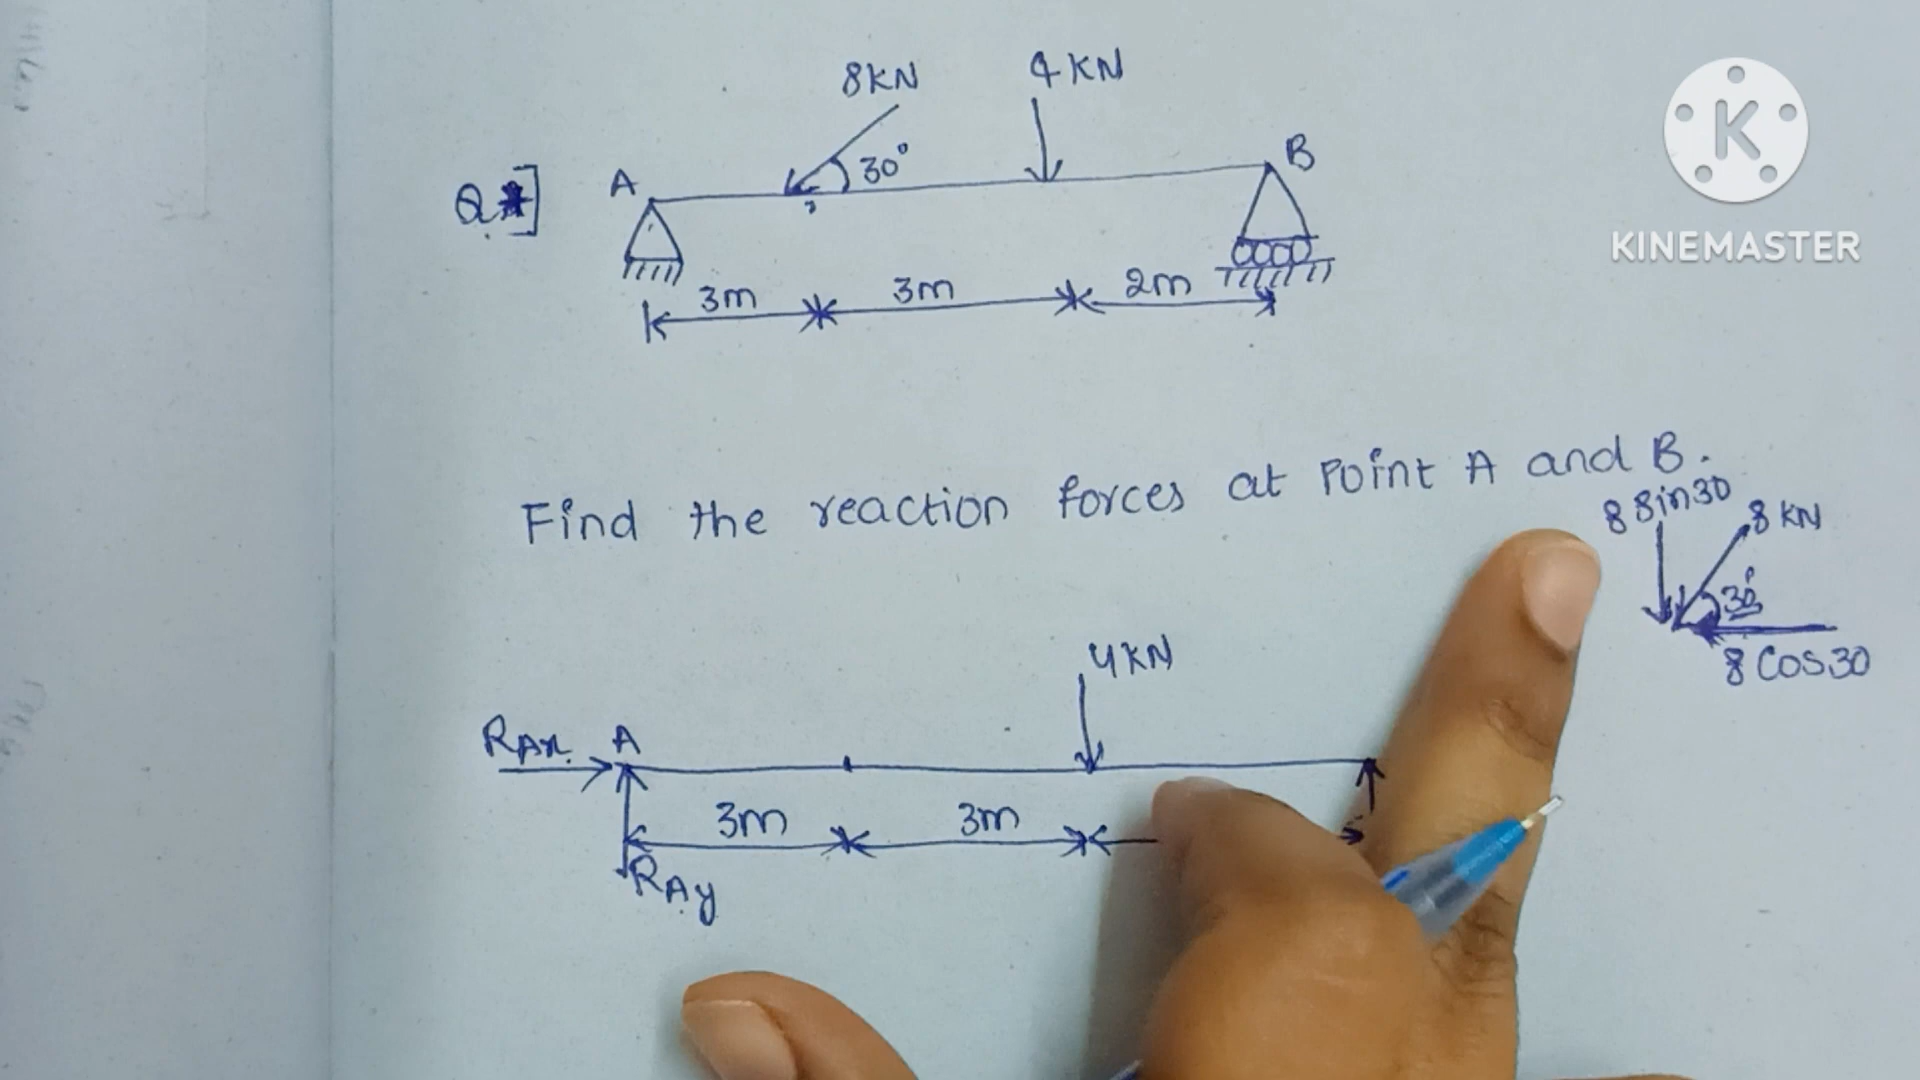 8KN
4KN
Q*]
A
30°
B
3m
3m
2m
Find the reaction forces at Point A and B.
8 Sin30
8 KN
30°
8 COS30
4KN
RAx
A
3m
3m
RAy
K
KINEMASTER